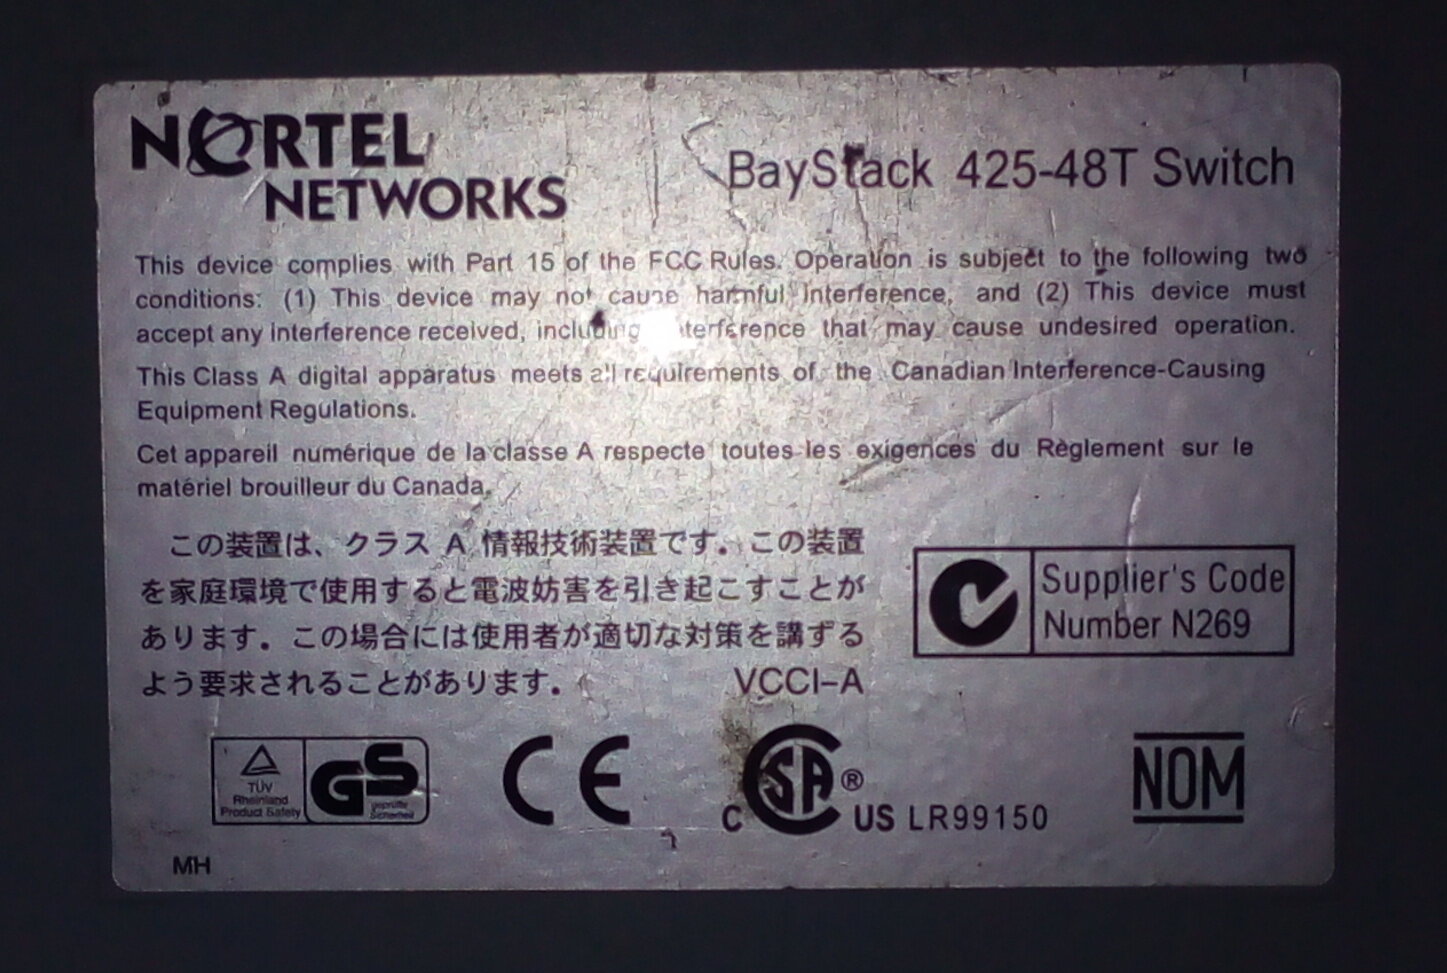 NORTEL
NETWORKS
BayStack 425-48T Switch
This device complies with Part 15 of the FCC Rules. Operation is subject to the following two
conditions: (1) This device may not cause harmful interference, and (2) This device must
accept any interference received, including interference that may cause undesired operation.
This Class A digital apparatus meets all requirements of the Canadian Interference-Causing
Equipment Regulations.
Cet appareil numérique de la classe A respecte toutes les exigences du Règlement sur le
matériel brouilleur du Canada.
この装置は、クラス A 情報技術装置です。この装置
を家庭環境で使用すると電波妨害を引き起こすことが
あります。この場合には使用者が適切な対策を講ずる
よう要求されることがあります。 VCCI-A
Supplier's Code
Number N269
TÜV
Rheinland
Product Safety
GS
geprüfte
Sicherheit
CE
C SA ® US LR99150
NOM
MH